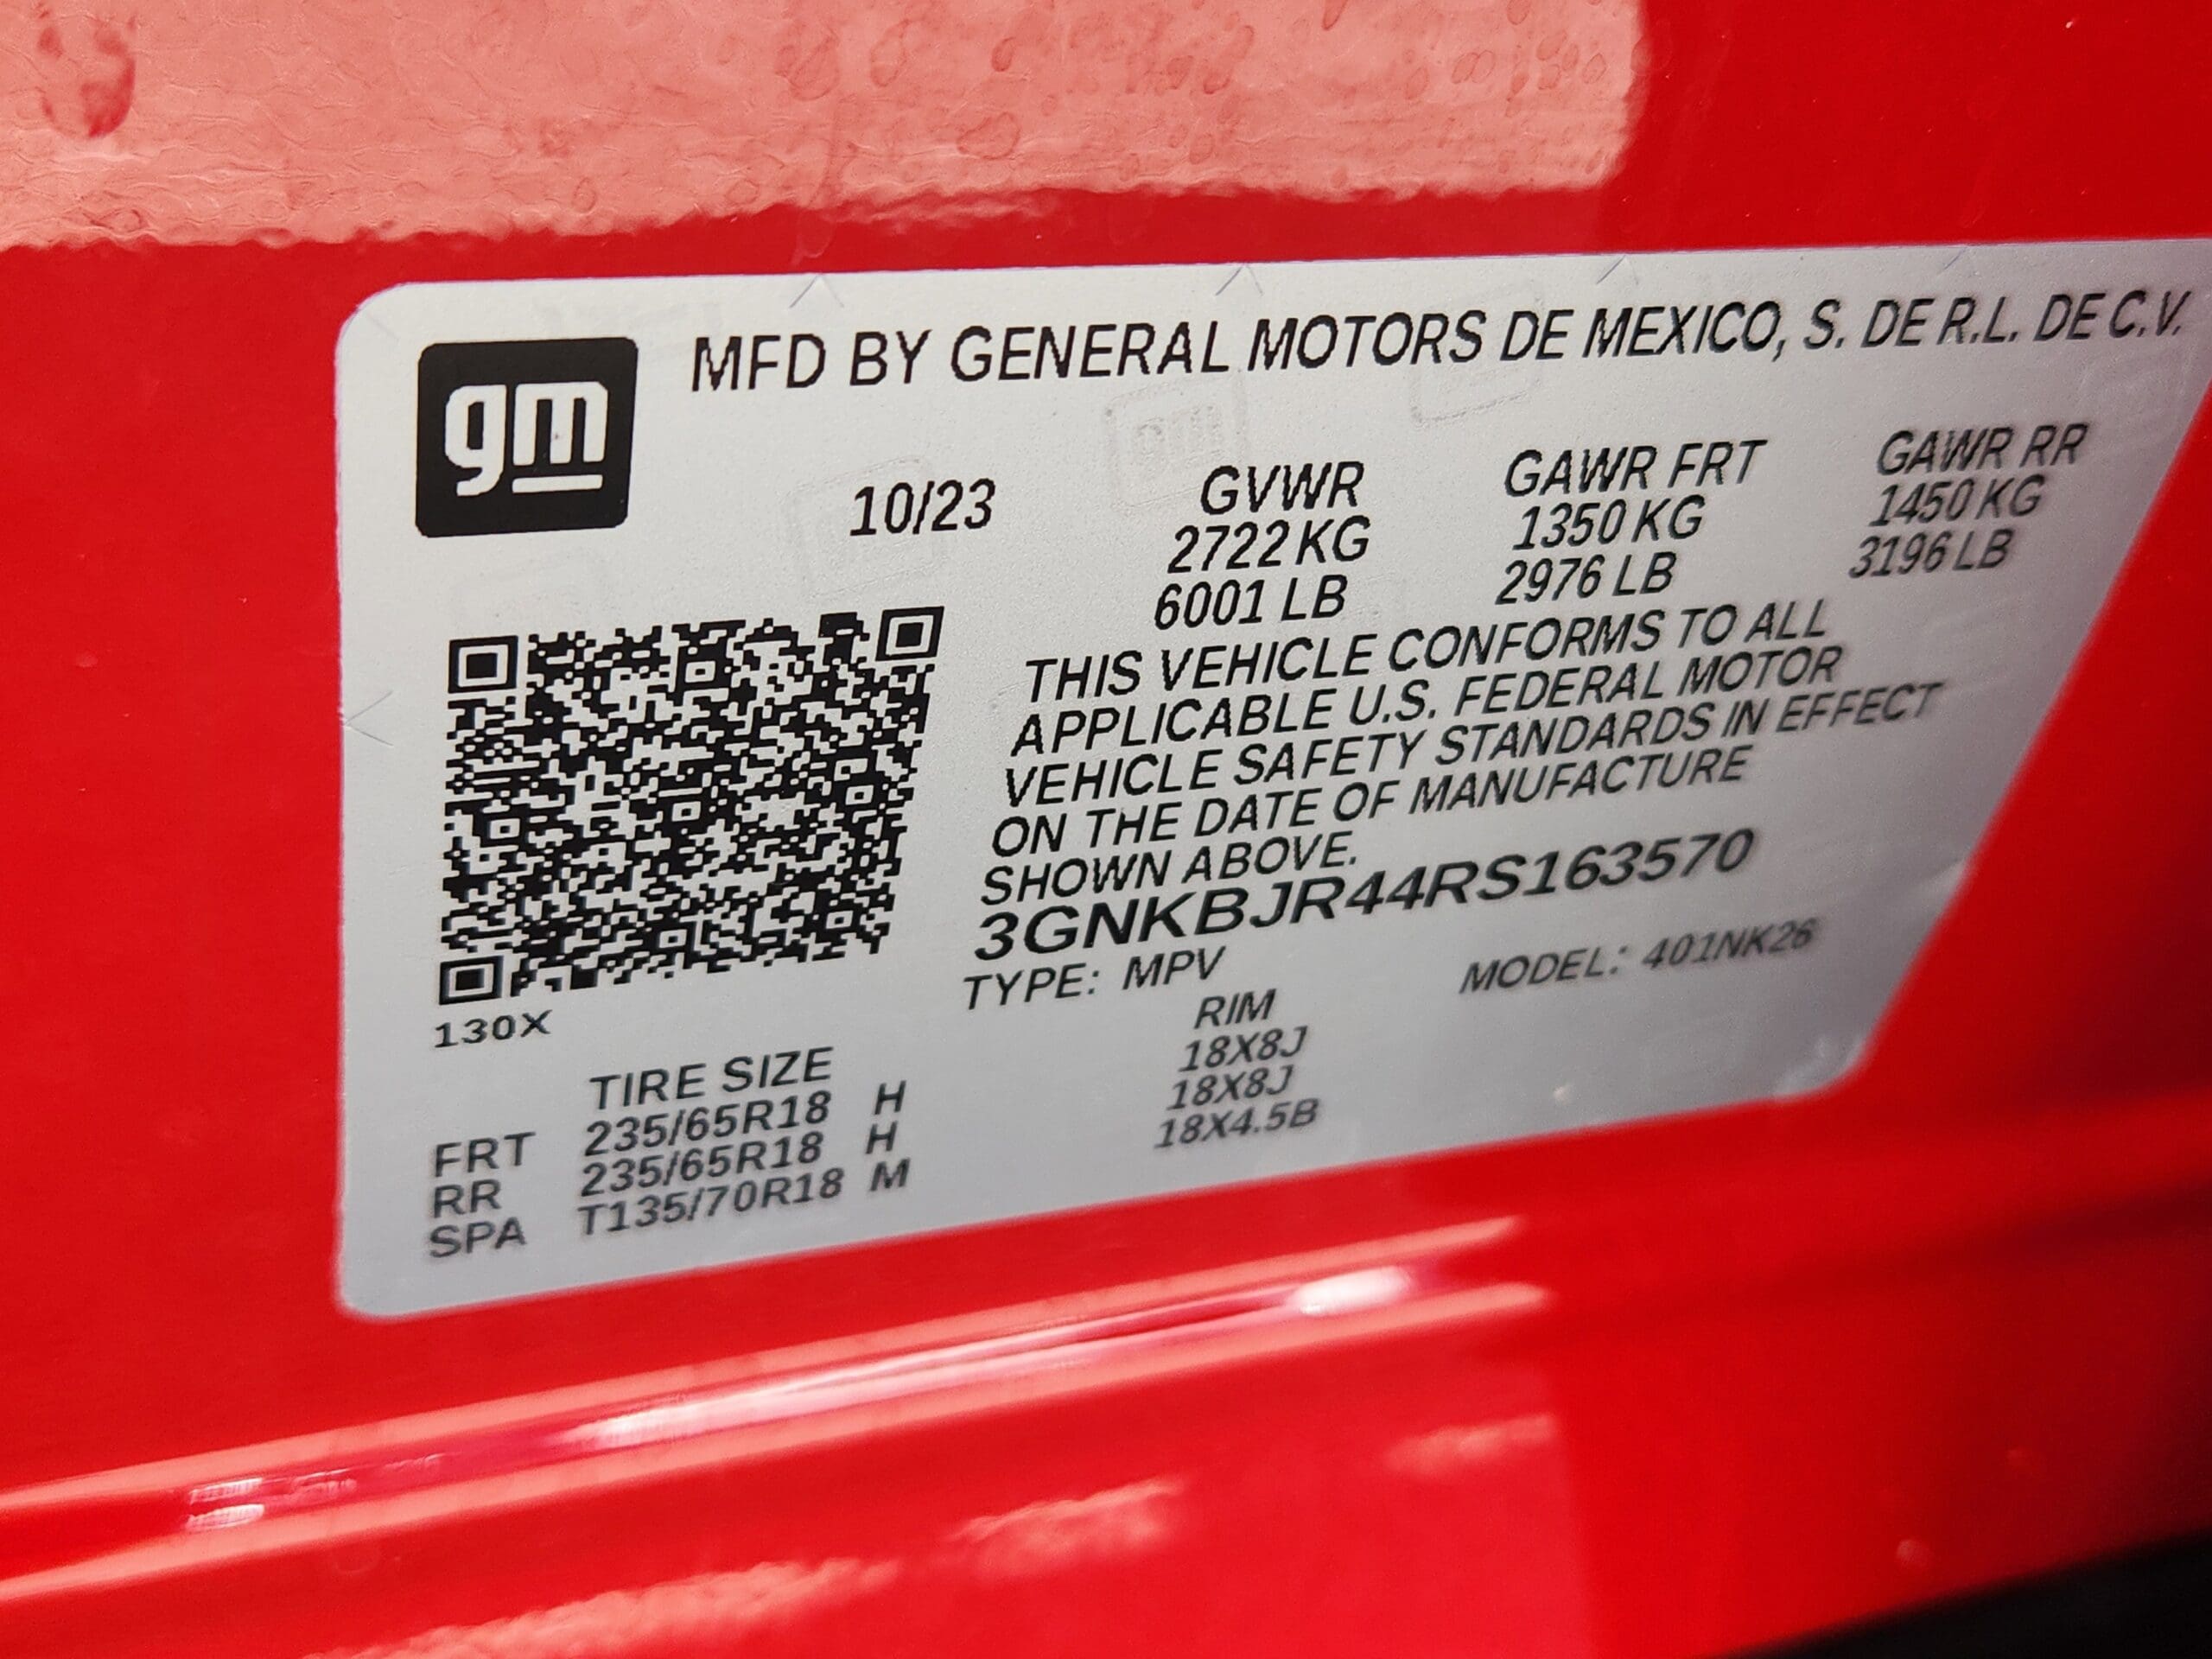 gm
MFD BY GENERAL MOTORS DE MEXICO, S. DE R.L. DE C.V.
10/23 GVWR GAWR FRT GAWR RR
2722 KG 1350 KG 1450 KG
6001 LB 2976 LB 3196 LB
THIS VEHICLE CONFORMS TO ALL
APPLICABLE U.S. FEDERAL MOTOR
VEHICLE SAFETY STANDARDS IN EFFECT
ON THE DATE OF MANUFACTURE
SHOWN ABOVE.
3GNKBJR44RS163570
TYPE: MPV MODEL: 401NK26
130X
TIRE SIZE RIM
FRT 235/65R18 H 18X8J
RR 235/65R18 H 18X8J
SPA T135/70R18 M 18X4.5B